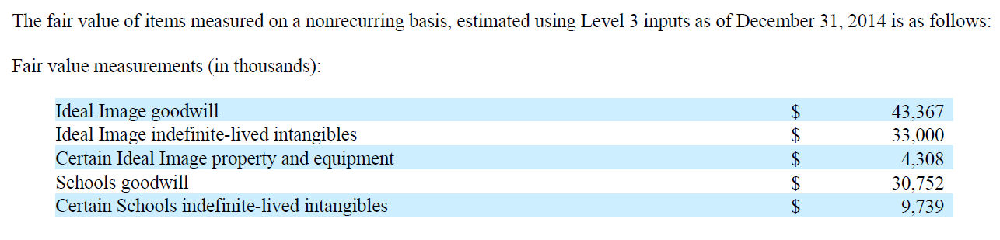 The fair value of items measured on a nonrecurring basis, estimated using Level 3 inputs as of December 31, 2014 is as follows:
Fair value measurements (in thousands):
Ideal Image goodwill $ 43,367
Ideal Image indefinite-lived intangibles $ 33,000
Certain Ideal Image property and equipment $ 4,308
Schools goodwill $ 30,752
Certain Schools indefinite-lived intangibles $ 9,739